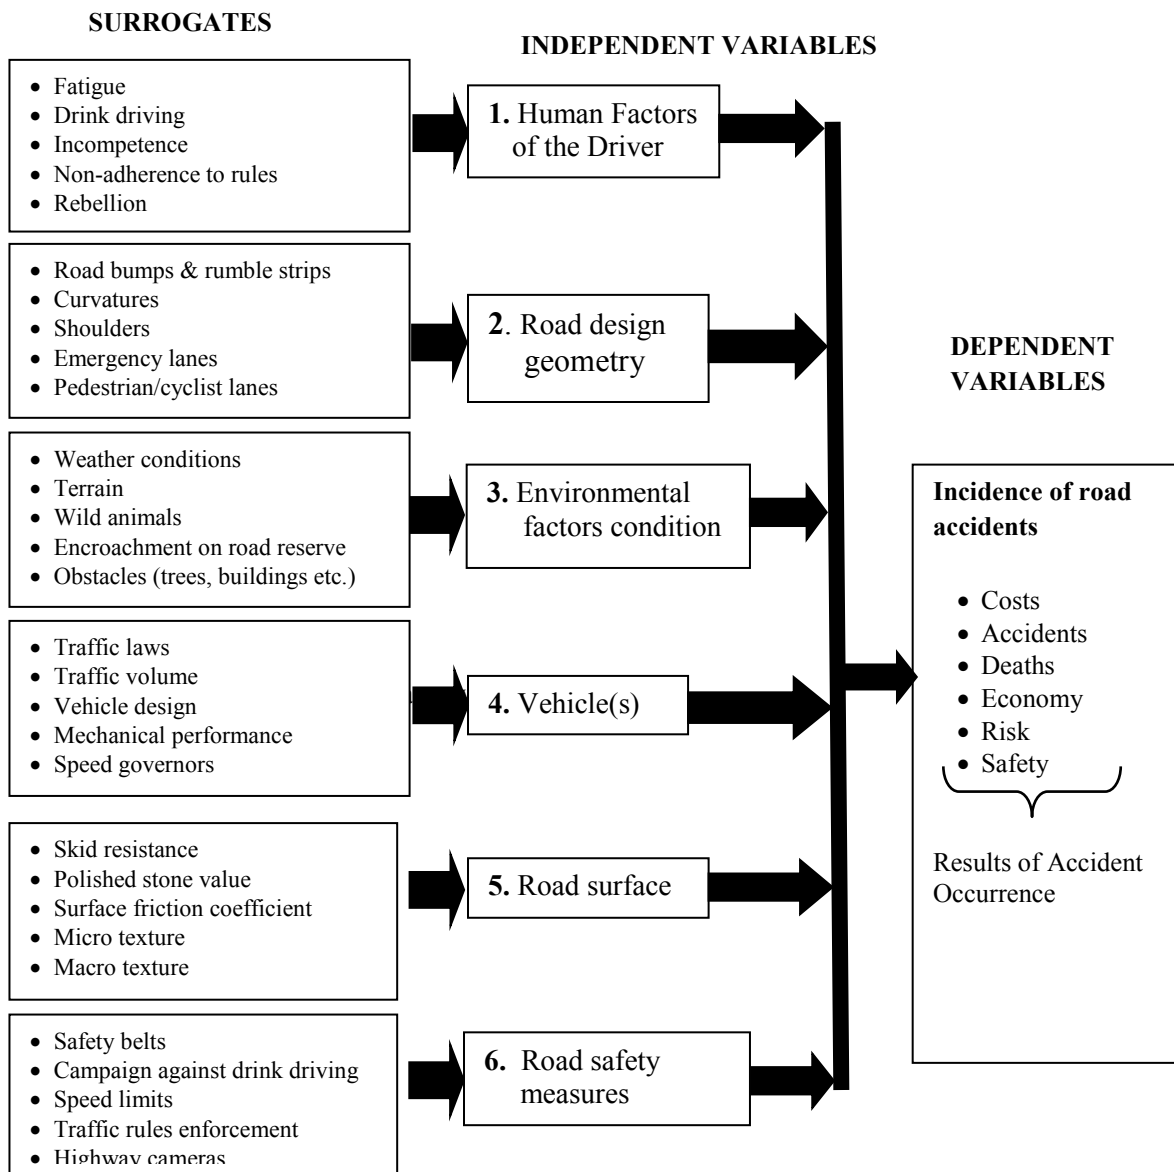 SURROGATES
INDEPENDENT VARIABLES
• Fatigue
• Drink driving
• Incompetence
• Non-adherence to rules
• Rebellion
1. Human Factors
of the Driver
• Road bumps & rumble strips
• Curvatures
• Shoulders
• Emergency lanes
• Pedestrian/cyclist lanes
2. Road design
geometry
• Weather conditions
• Terrain
• Wild animals
• Encroachment on road reserve
• Obstacles (trees, buildings etc.)
3. Environmental
factors condition
• Traffic laws
• Traffic volume
• Vehicle design
• Mechanical performance
• Speed governors
4. Vehicle(s)
• Skid resistance
• Polished stone value
• Surface friction coefficient
• Micro texture
• Macro texture
5. Road surface
• Safety belts
• Campaign against drink driving
• Speed limits
• Traffic rules enforcement
• Highway cameras
6. Road safety
measures
DEPENDENT
VARIABLES
Incidence of road
accidents
• Costs
• Accidents
• Deaths
• Economy
• Risk
• Safety
Results of Accident
Occurrence